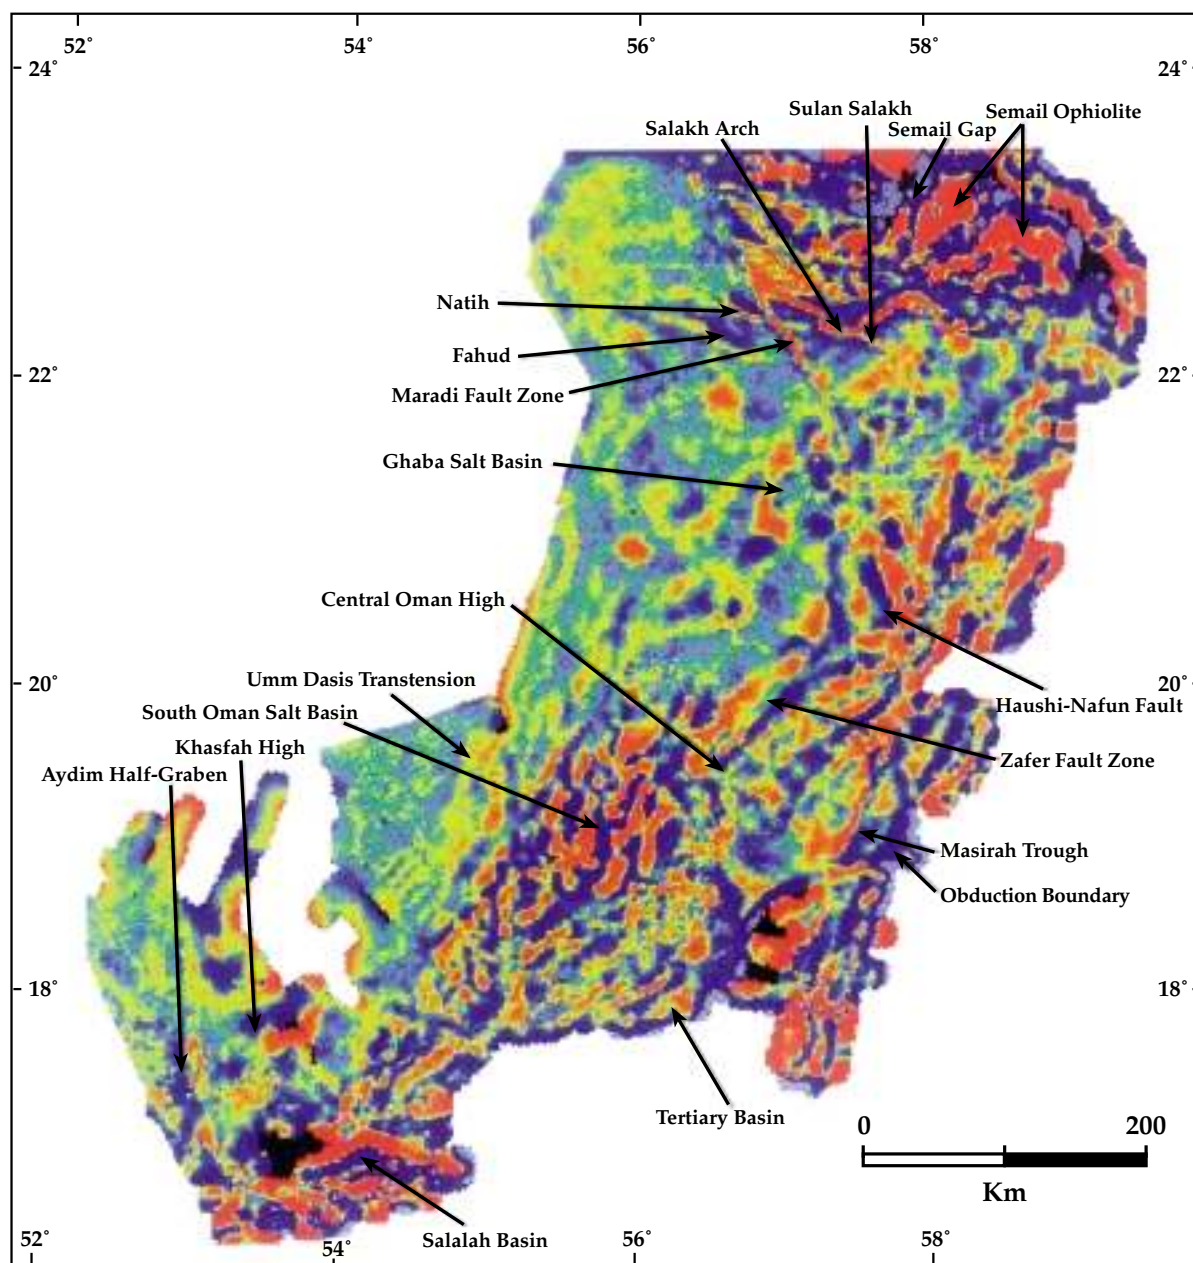 52˚ 54˚ 56˚ 58˚
24˚ 24˚
Sulan Salakh
Semail Ophiolite
Salakh Arch
Semail Gap
Natih
Fahud
22˚ 22˚
Maradi Fault Zone
Ghaba Salt Basin
Central Oman High
Umm Dasis Transtension
20˚ 20˚
Haushi-Nafun Fault
South Oman Salt Basin
Khasfah High
Zafer Fault Zone
Aydim Half-Graben
Masirah Trough
Obduction Boundary
18˚ 18˚
Tertiary Basin
0 200
Km
Salalah Basin
52˚ 54˚ 56˚ 58˚